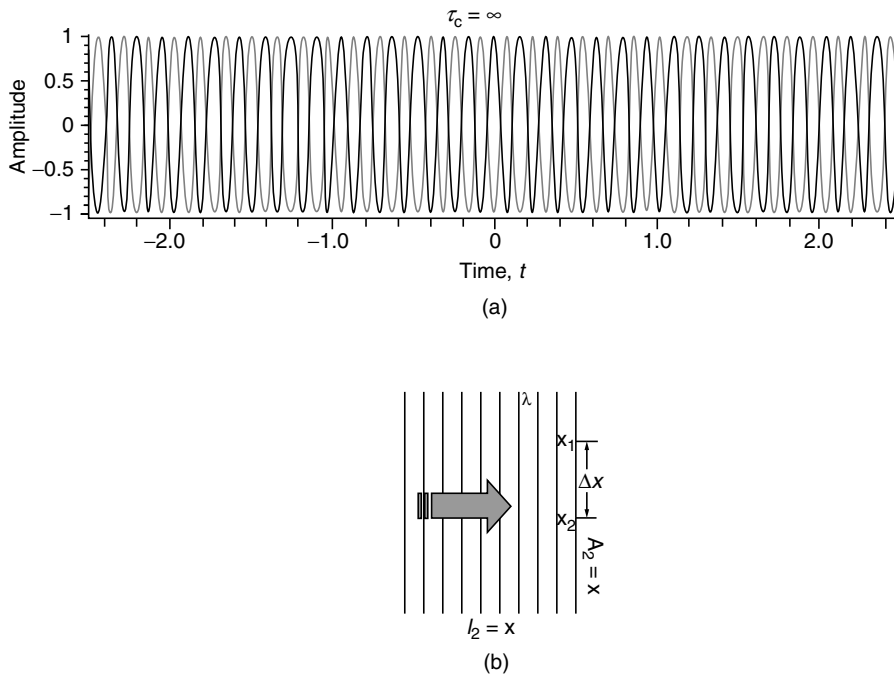 τc = ∞
Amplitude
1
0.5
0
−0.5
−1
−2.0
−1.0
0
1.0
2.0
Time, t
(a)
λ
x1
Δx
x2
A2 = x
l2 = x
(b)